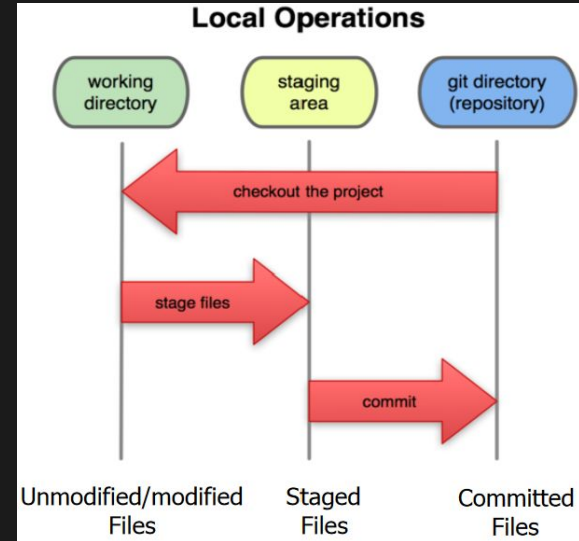 Local Operations
working
directory
staging
area
git directory
(repository)
checkout the project
stage files
commit
Unmodified/modified
Files
Staged
Files
Committed
Files